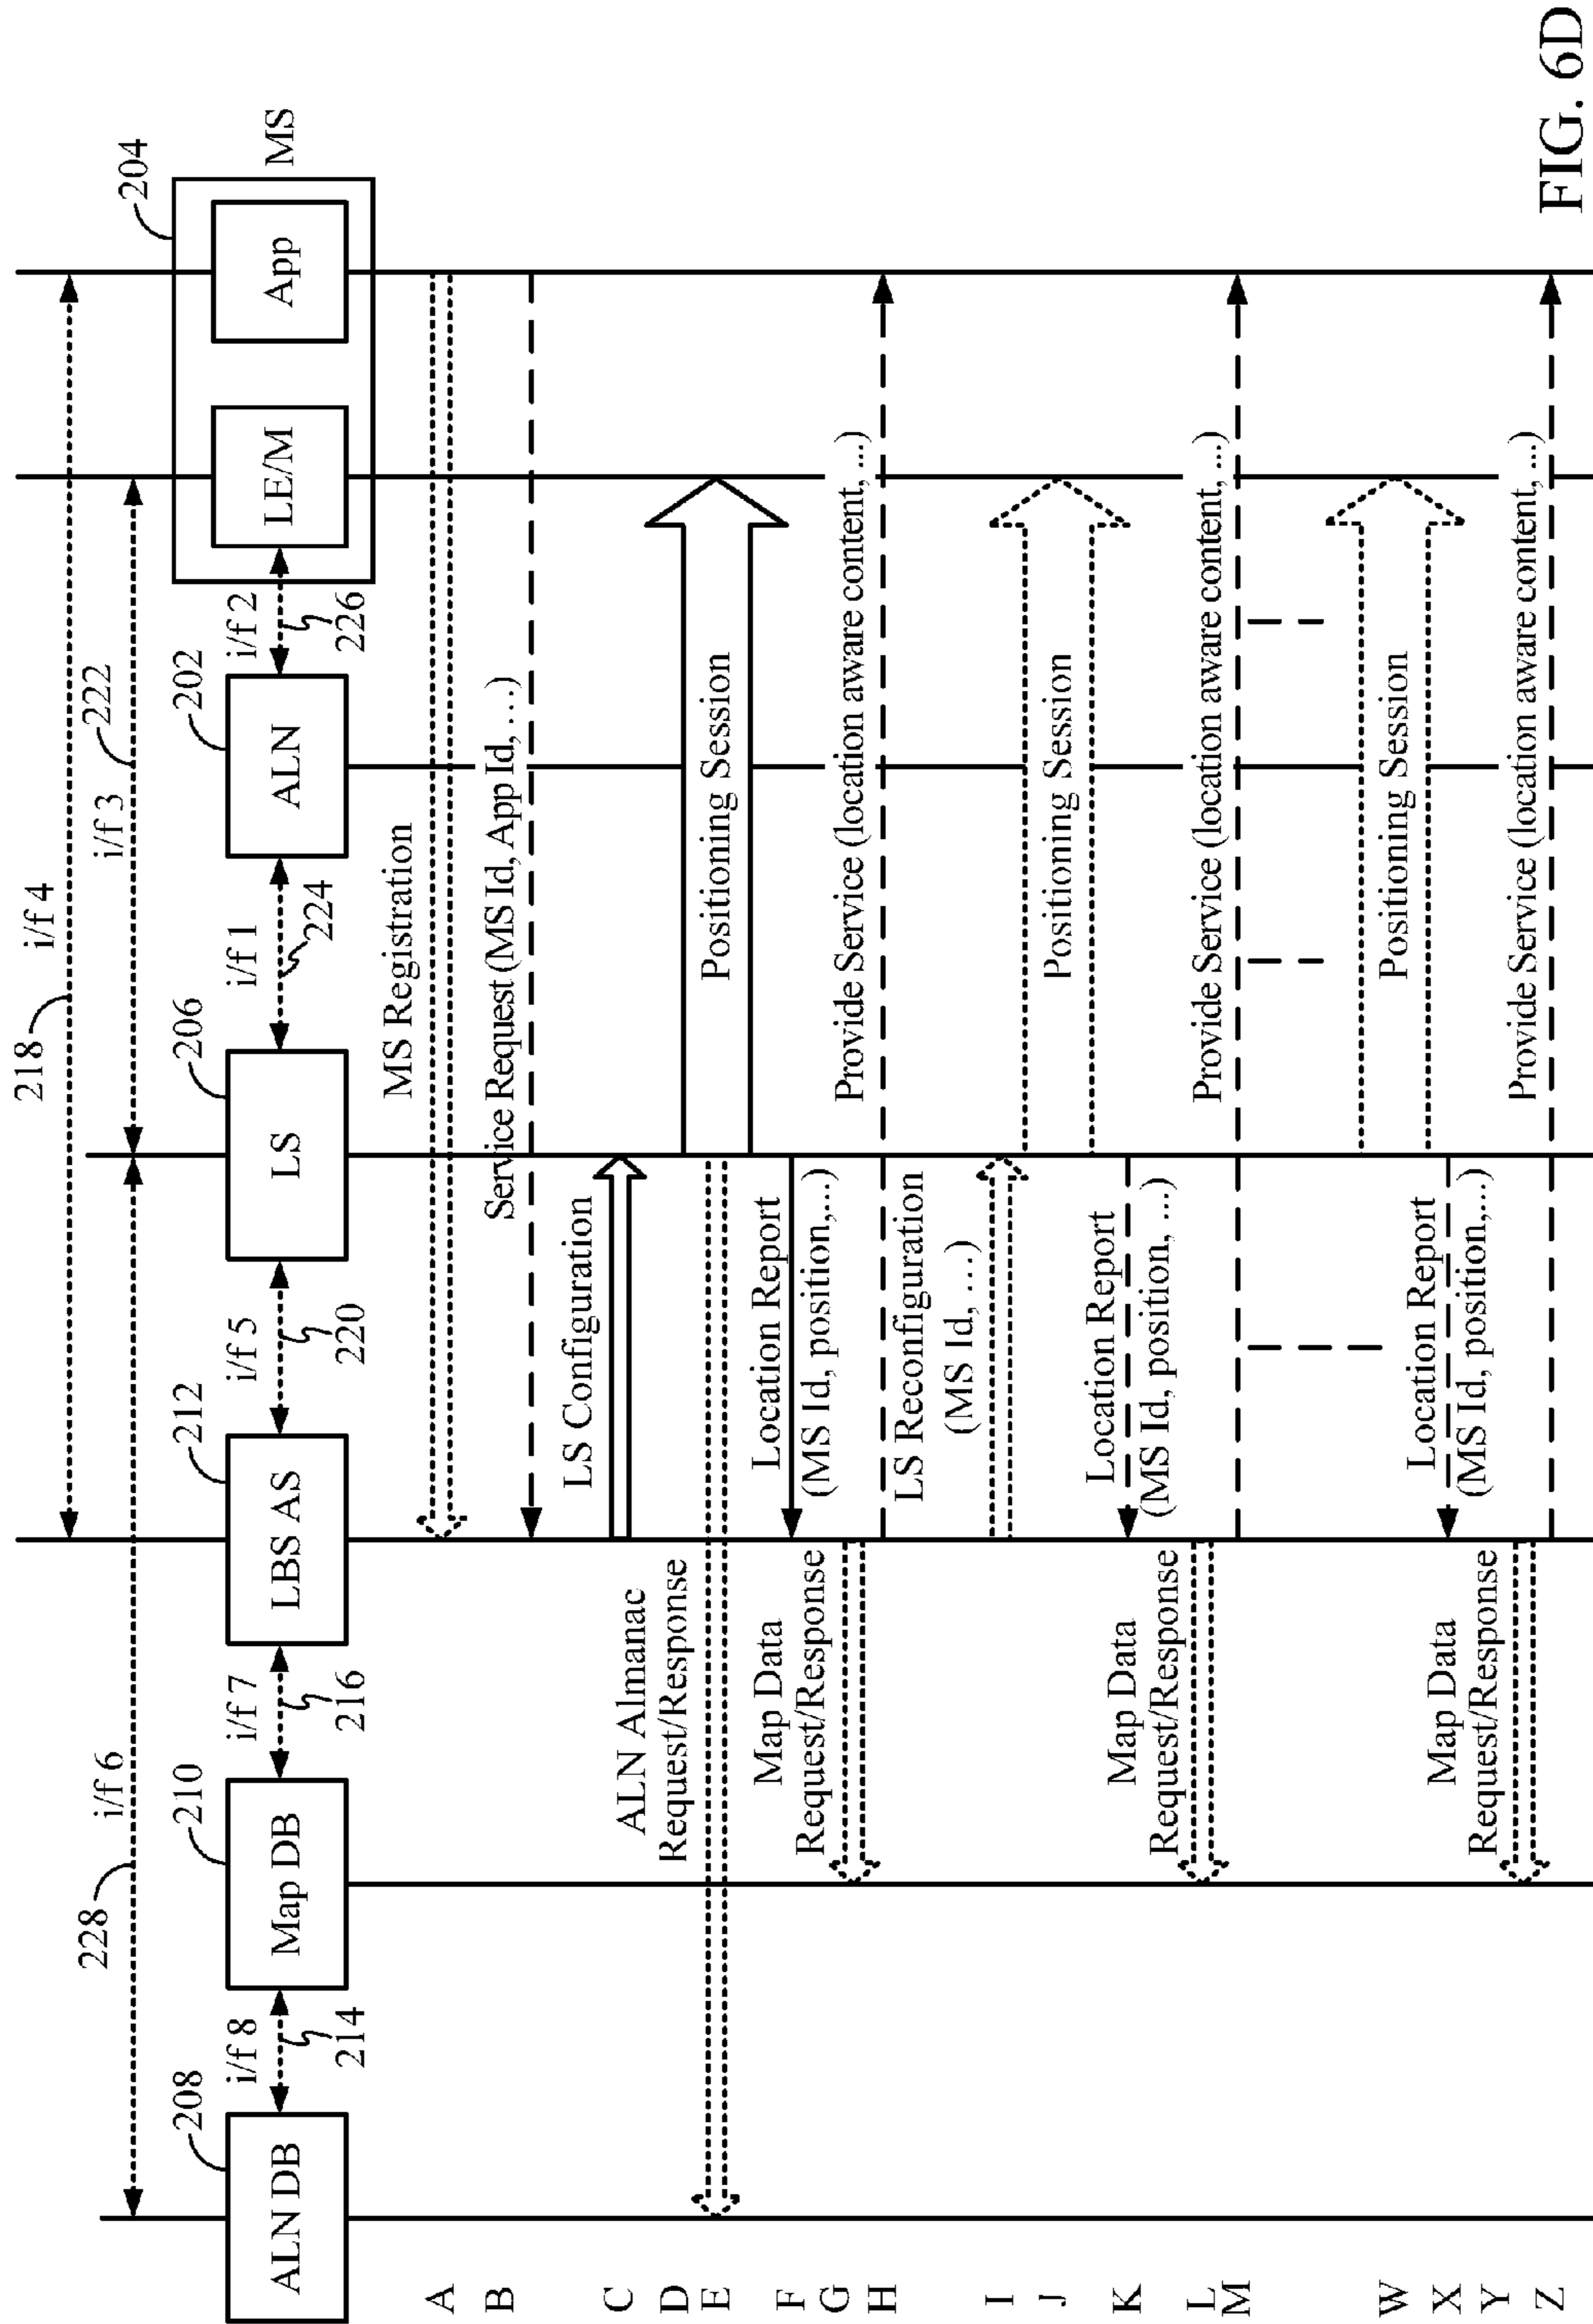 218
i/f 4
228
i/f 6
i/f 3
222
208
ALN DB
i/f 8
214
210
Map DB
i/f 7
216
212
LBS AS
i/f 5
220
206
LS
i/f 1
224
202
ALN
i/f 2
226
204
LE/M
App
MS
A
MS Registration
B
Service Request (MS Id, App Id, …)
C
LS Configuration
D
ALN Almanac
Request/Response
E
Positioning Session
F
Location Report
(MS Id, position,...)
G
Map Data
Request/Response
H
Provide Service (location aware content, ...)
I
LS Reconfiguration
(MS Id, …)
J
Positioning Session
K
Location Report
(MS Id, position, ...)
L
Map Data
Request/Response
M
Provide Service (location aware content, ...)
W
Positioning Session
X
Location Report
(MS Id, position,...)
Y
Map Data
Request/Response
Z
Provide Service (location aware content, ...)
FIG. 6D